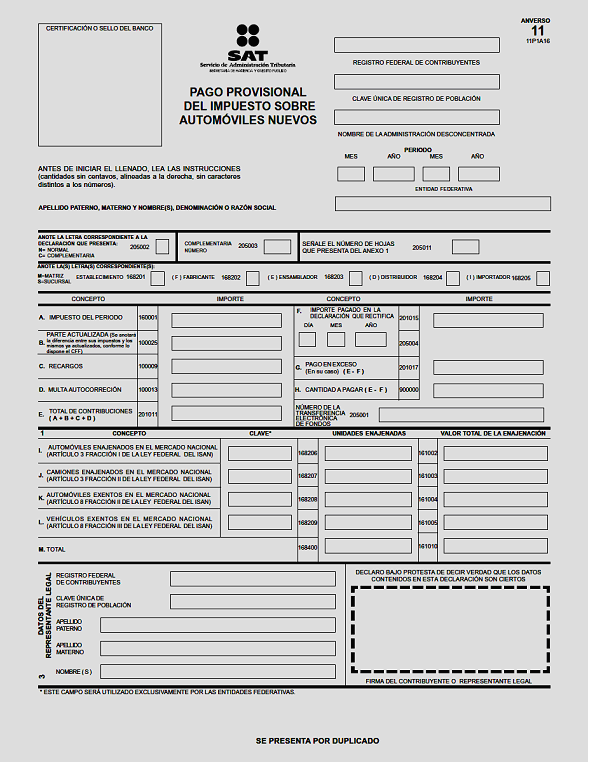 CERTIFICACIÓN O SELLO DEL BANCO
SAT
Servicio de Administración Tributaria
SECRETARÍA DE HACIENDA Y CRÉDITO PÚBLICO
ANVERSO
11
11P1A16
REGISTRO FEDERAL DE CONTRIBUYENTES
PAGO PROVISIONAL
DEL IMPUESTO SOBRE
AUTOMÓVILES NUEVOS
CLAVE ÚNICA DE REGISTRO DE POBLACIÓN
NOMBRE DE LA ADMINISTRACIÓN DESCONCENTRADA
PERIODO
MES AÑO MES AÑO
ANTES DE INICIAR EL LLENADO, LEA LAS INSTRUCCIONES
(cantidades sin centavos, alineadas a la derecha, sin caracteres
distintos a los números).
ENTIDAD FEDERATIVA
APELLIDO PATERNO, MATERNO Y NOMBRE(S), DENOMINACIÓN O RAZÓN SOCIAL
ANOTE LA LETRA CORRESPONDIENTE A LA
DECLARACIÓN QUE PRESENTA:
N= NORMAL
C= COMPLEMENTARIA
205002
COMPLEMENTARIA
NÚMERO
205003
SEÑALE EL NÚMERO DE HOJAS
QUE PRESENTA DEL ANEXO 1
205011
ANOTE LA(S) LETRA(S) CORRESPONDIENTE(S):
M=MATRIZ
S=SUCURSAL
ESTABLECIMIENTO 168201 ( F ) FABRICANTE 168202 ( E ) ENSAMBLADOR 168203 ( D ) DISTRIBUIDOR 168204 ( I ) IMPORTADOR 168205
CONCEPTO IMPORTE CONCEPTO IMPORTE
A. IMPUESTO DEL PERIODO 160001
B. PARTE ACTUALIZADA (Se anotará
la diferencia entre sus impuestos y los
mismos ya actualizados, conforme lo
dispone el CFF).
100025
C. RECARGOS 100009
D. MULTA AUTOCORRECIÓN 100013
E. TOTAL DE CONTRIBUCIONES
( A + B + C + D )
201011
F. IMPORTE PAGADO EN LA
DECLARACIÓN QUE RECTIFICA
201015
DÍA MES AÑO
205004
G. PAGO EN EXCESO
(En su caso) ( E - F )
201017
H. CANTIDAD A PAGAR ( E - F ) 900000
NÚMERO DE LA
TRANSFERENCIA
ELECTRÓNICA
DE FONDOS
205001
1 CONCEPTO CLAVE* UNIDADES ENAJENADAS VALOR TOTAL DE LA ENAJENACIÓN
I. AUTOMÓVILES ENAJENADOS EN EL MERCADO NACIONAL
(ARTÍCULO 3 FRACCIÓN I DE LA LEY FEDERAL DEL ISAN)
168206 161002
J. CAMIONES ENAJENADOS EN EL MERCADO NACIONAL
(ARTÍCULO 3 FRACCIÓN II DE LA LEY FEDERAL DEL ISAN)
168207 161003
K. AUTOMÓVILES EXENTOS EN EL MERCADO NACIONAL
(ARTÍCULO 8 FRACCIÓN II DE LA LEY FEDERAL DEL ISAN)
168208 161004
L. VEHÍCULOS EXENTOS EN EL MERCADO NACIONAL
(ARTÍCULO 8 FRACCIÓN III DE LA LEY FEDERAL DEL ISAN)
168209 161005
M. TOTAL 168400 161010
3 DATOS DEL
REPRESENTANTE LEGAL
REGISTRO FEDERAL
DE CONTRIBUYENTES
CLAVE ÚNICA DE
REGISTRO DE POBLACIÓN
APELLIDO
PATERNO
APELLIDO
MATERNO
NOMBRE ( S )
DECLARO BAJO PROTESTA DE DECIR VERDAD QUE LOS DATOS
CONTENIDOS EN ESTA DECLARACIÓN SON CIERTOS
FIRMA DEL CONTRIBUYENTE O REPRESENTANTE LEGAL
* ESTE CAMPO SERÁ UTILIZADO EXCLUSIVAMENTE POR LAS ENTIDADES FEDERATIVAS.
SE PRESENTA POR DUPLICADO